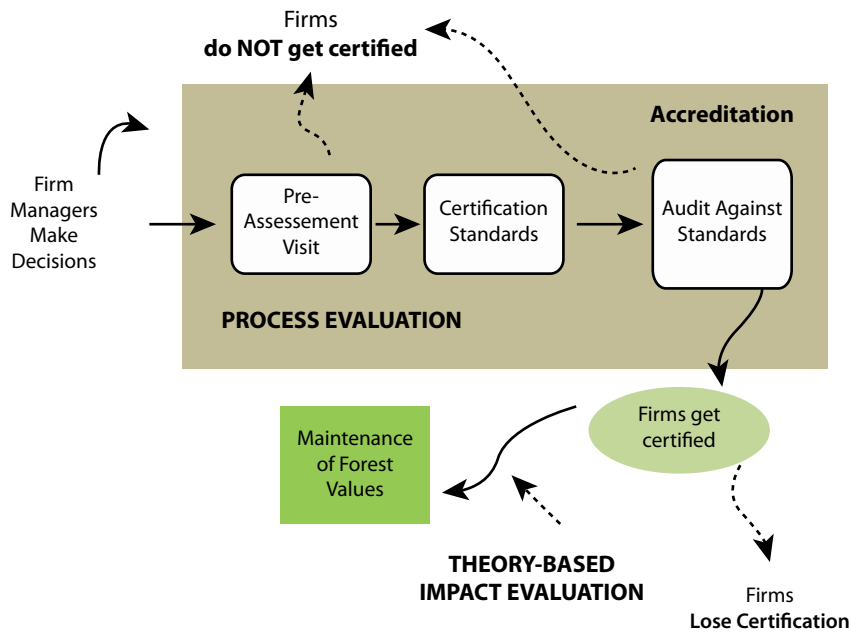 Firms
do NOT get certified
Accreditation
Firm
Managers
Make
Decisions
Pre-
Assessement
Visit
Certification
Standards
Audit Against
Standards
PROCESS EVALUATION
Firms get
certified
Maintenance
of Forest
Values
THEORY-BASED
IMPACT EVALUATION
Firms
Lose Certification